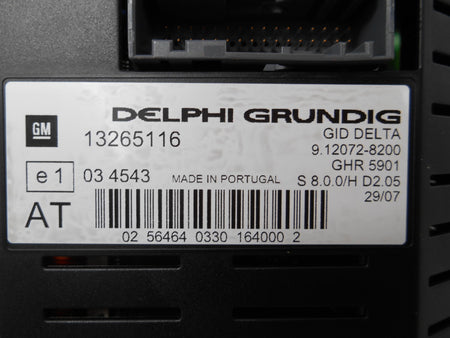 DELPHI GRUNDIG
GM 13265116 GID DELTA
9.12072-8200
GHR 5901
e1 03 4543 MADE IN PORTUGAL S 8.0.0/H D2.05
29/07
AT
02 56464 0330 164000 2